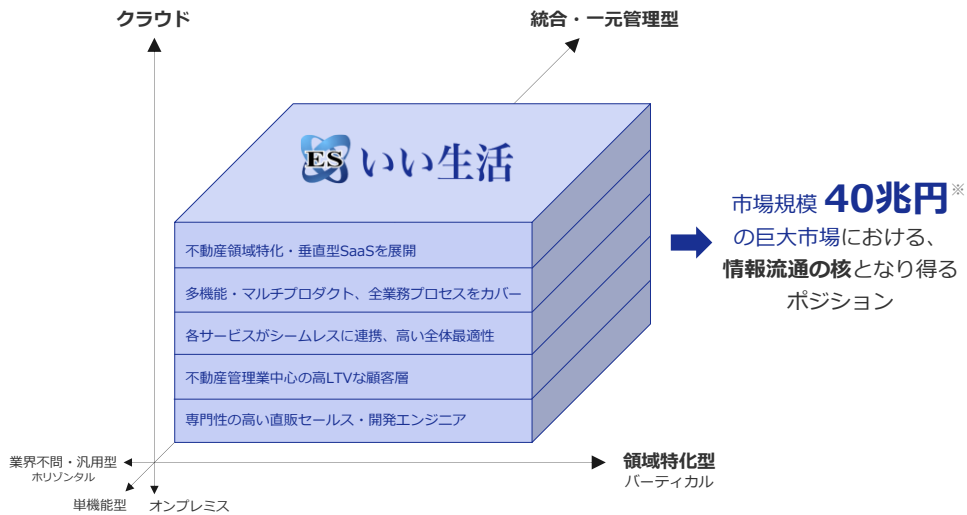 クラウド
統合・一元管理型
ES いい生活
不動産領域特化・垂直型SaaSを展開
多機能・マルチプロダクト、全業務プロセスをカバー
各サービスがシームレスに連携、高い全体最適性
不動産管理業中心の高LTVな顧客層
専門性の高い直販セールス・開発エンジニア
市場規模 40兆円※
の巨大市場における、
情報流通の核となり得る
ポジション
業界不問・汎用型
ホリゾンタル
単機能型
オンプレミス
領域特化型
バーティカル